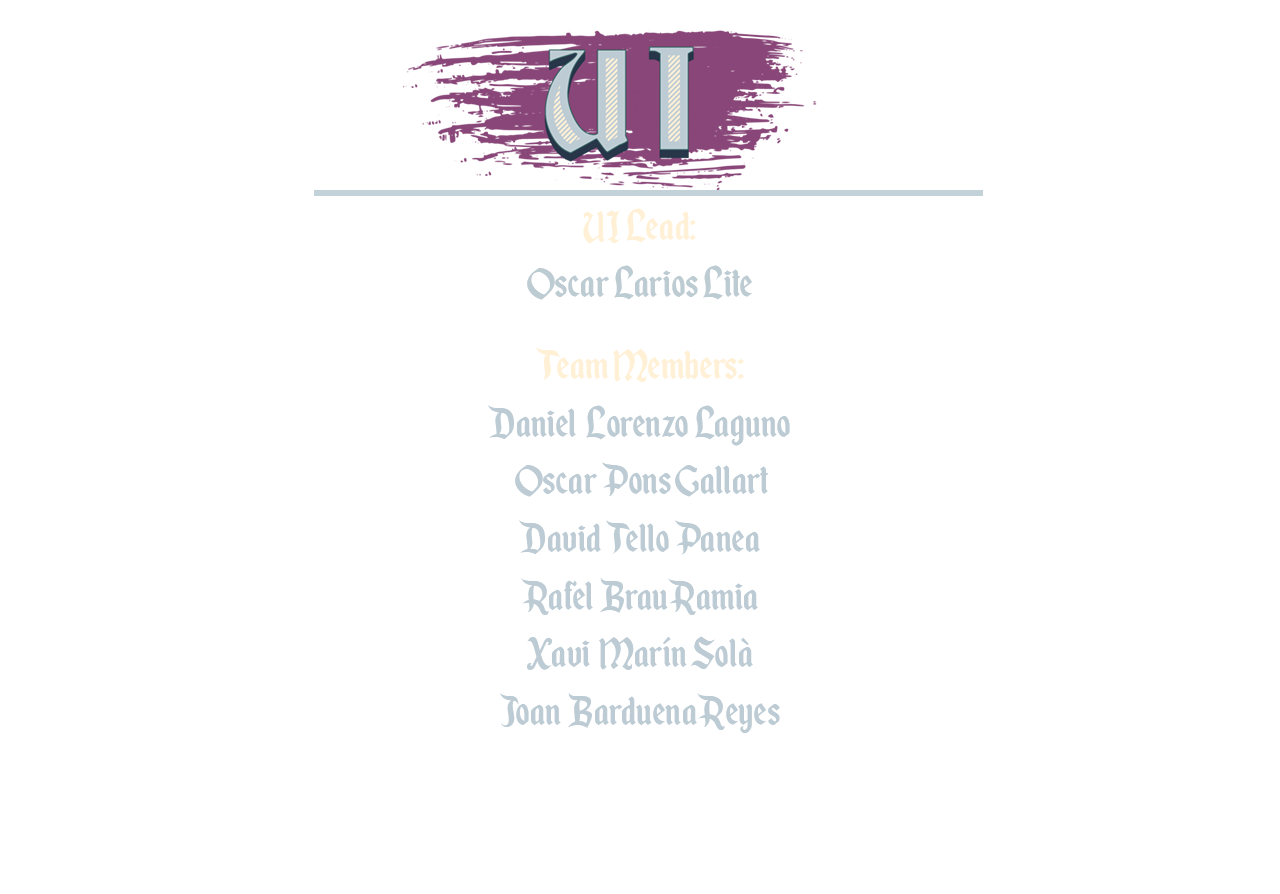 UI
UI Lead:
Oscar Larios Lite
Team Members:
Daniel Lorenzo Laguno
Oscar Pons Gallart
David Tello Panea
Rafel Brau Ramia
Xavi Marín Solà
Joan Barduena Reyes